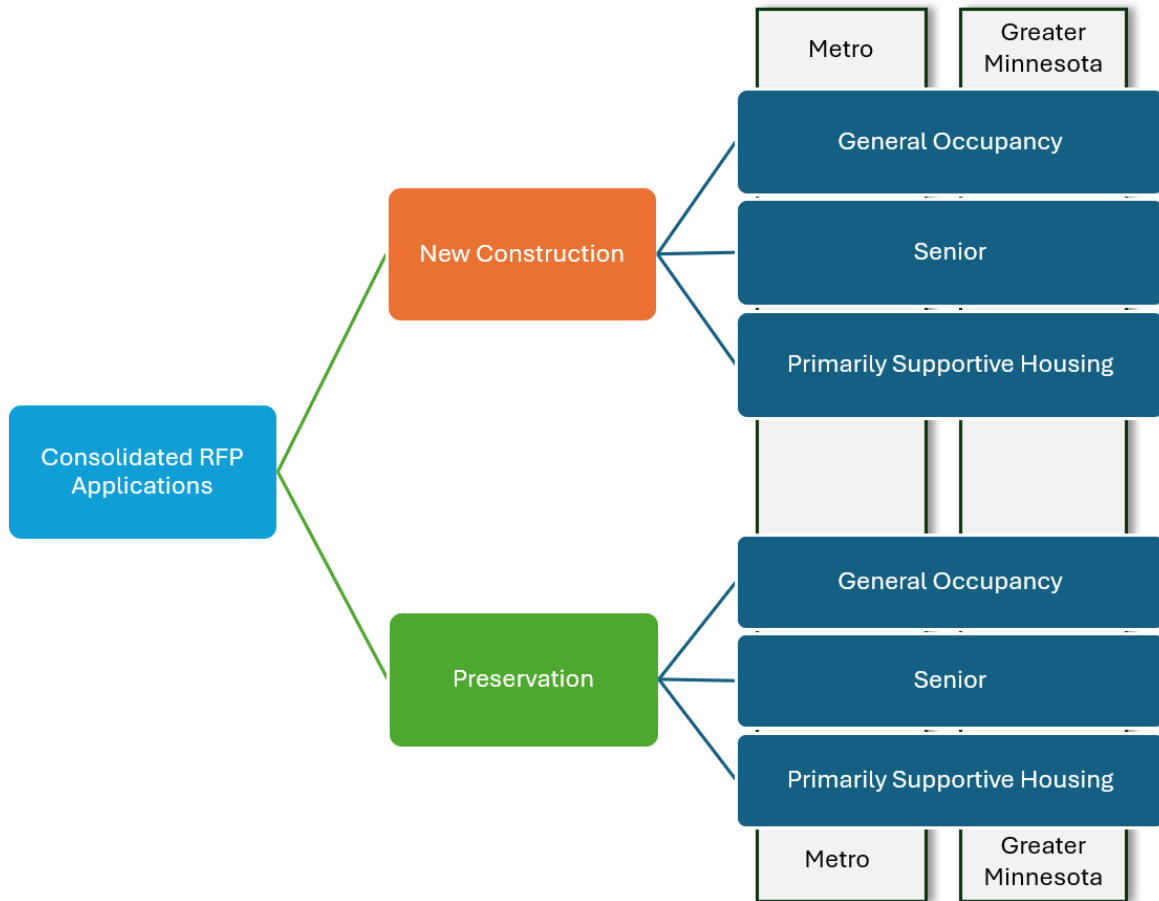 Metro
Greater
Minnesota
General Occupancy
Senior
New Construction
Primarily Supportive Housing
Consolidated RFP
Applications
General Occupancy
Preservation
Senior
Primarily Supportive Housing
Metro
Greater
Minnesota